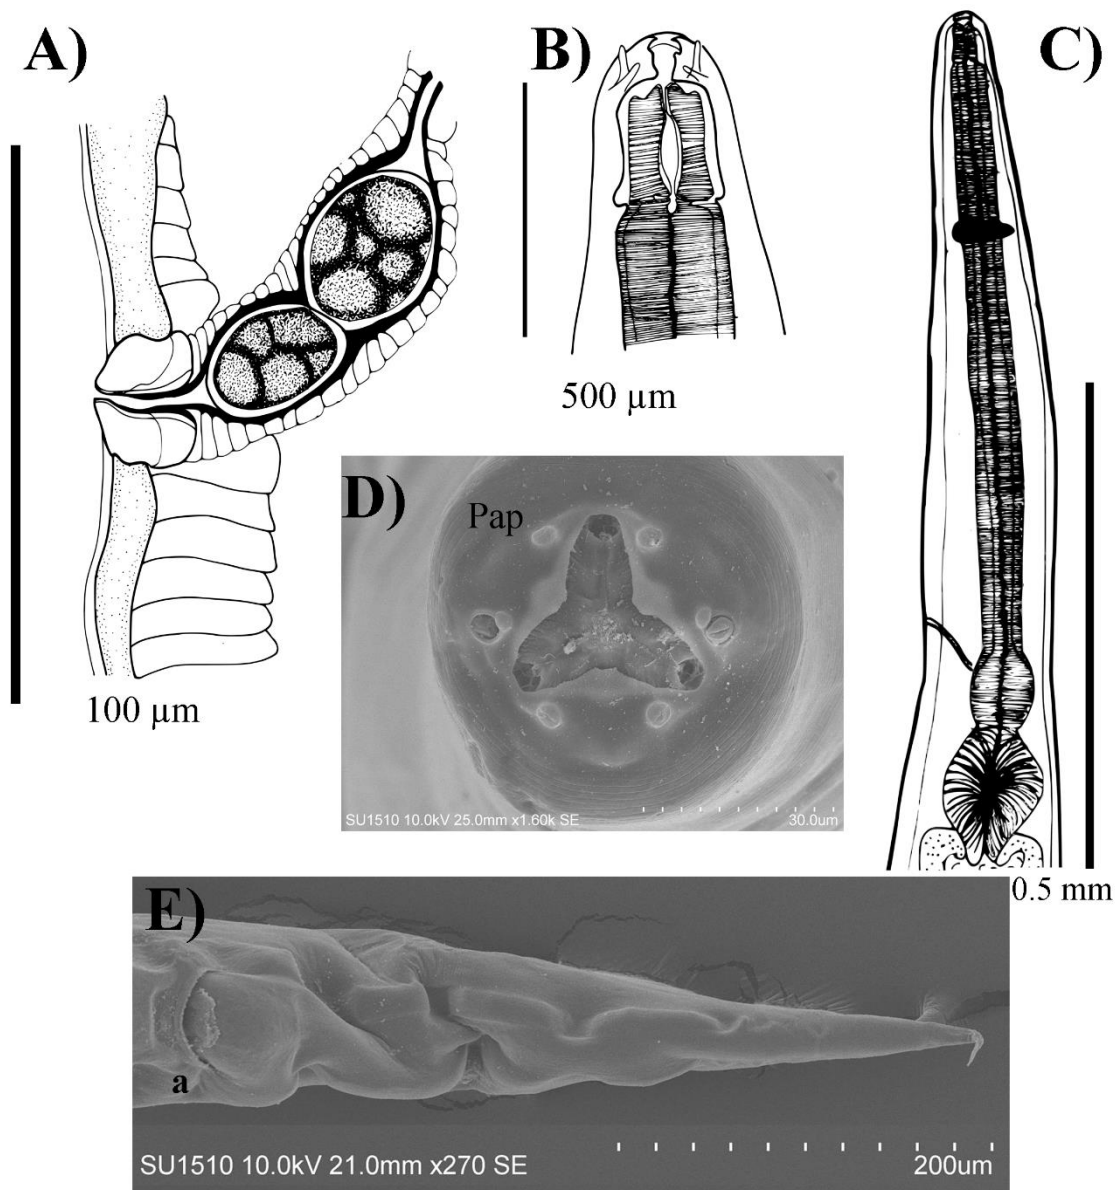 A)
B)
C)
500 µm
D)
Pap
100 µm
SU1510 10.0kV 25.0mm x1.60k SE
30.0um
0.5 mm
E)
a
SU1510 10.0kV 21.0mm x270 SE
200um